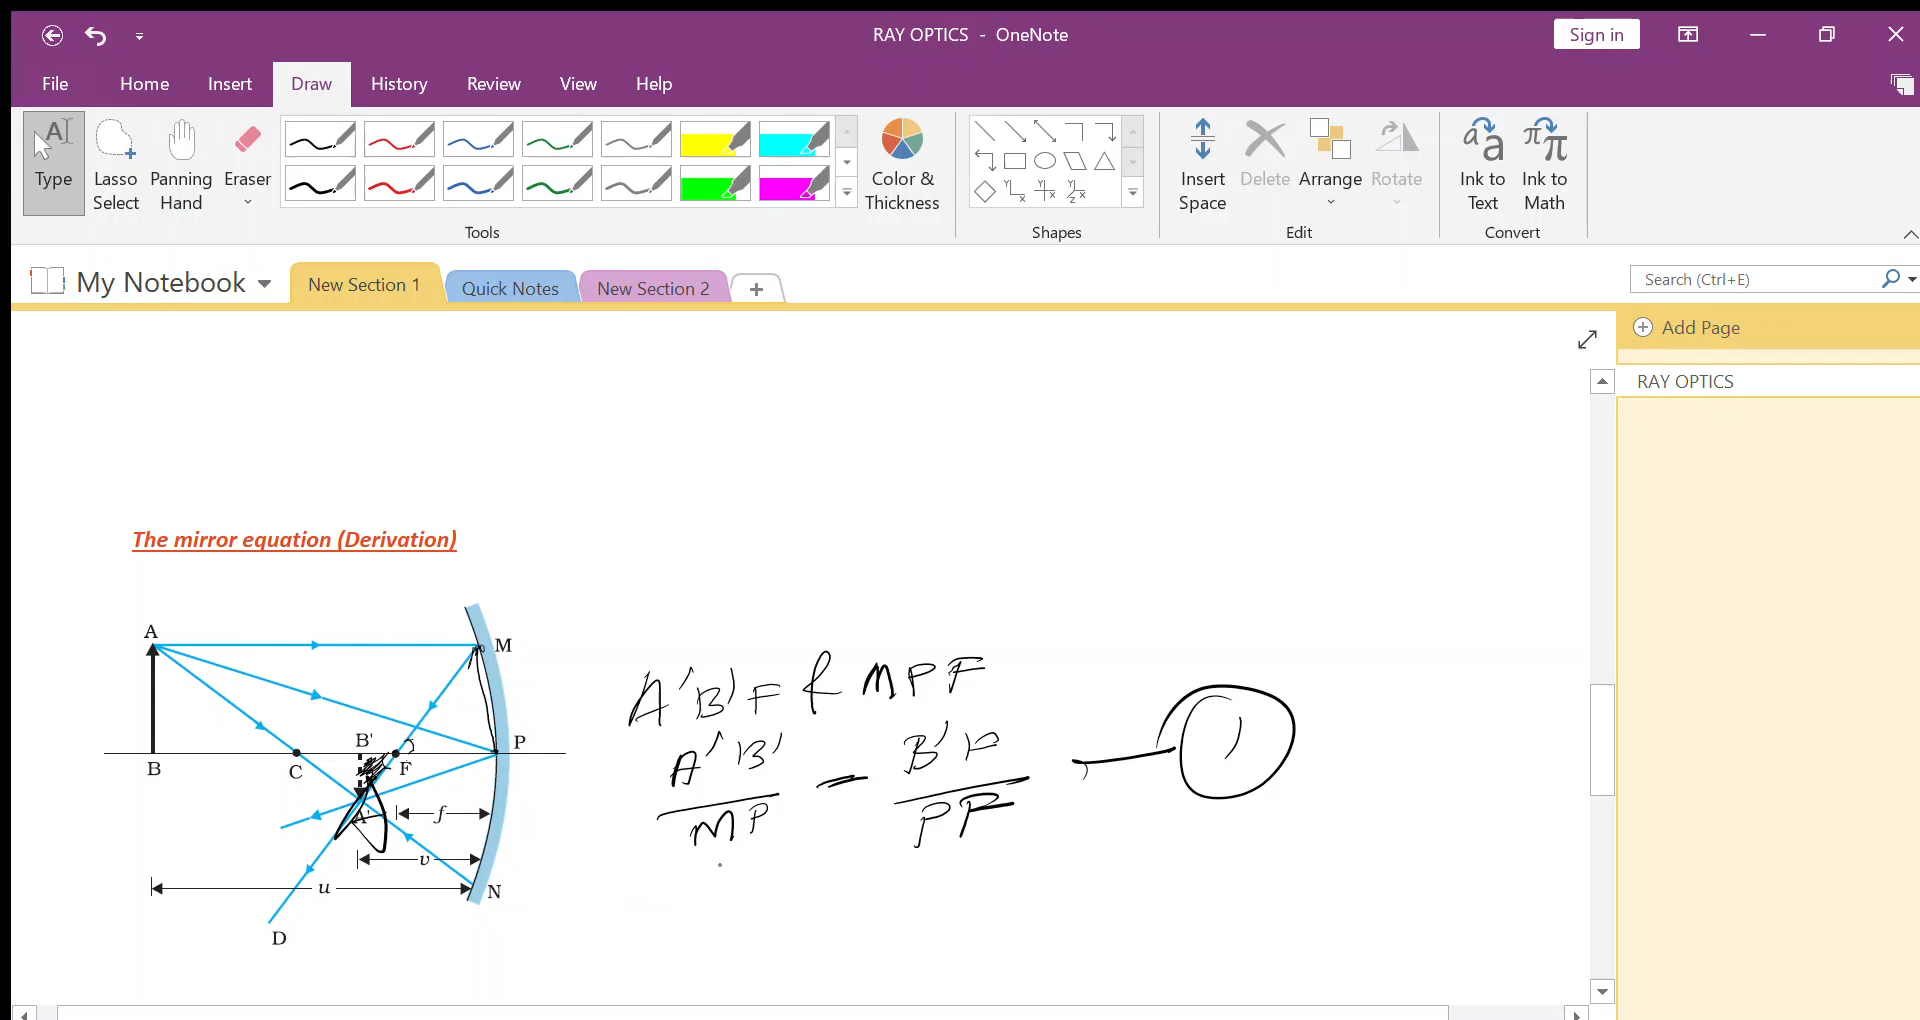 RAY OPTICS - OneNote
Sign in
File Home Insert Draw History Review View Help
Type
Lasso Select
Panning Hand
Eraser
Color & Thickness
Insert Space
Delete
Arrange
Rotate
Ink to Text
Ink to Math
Tools Shapes Edit Convert
My Notebook New Section 1 Quick Notes New Section 2 +
Search (Ctrl+E)
Add Page
RAY OPTICS
The mirror equation (Derivation)
A M
B C B' F P
A' f
v
u N
D
A'B'F & MPF
A'B' / MP = B'F / PF — 1